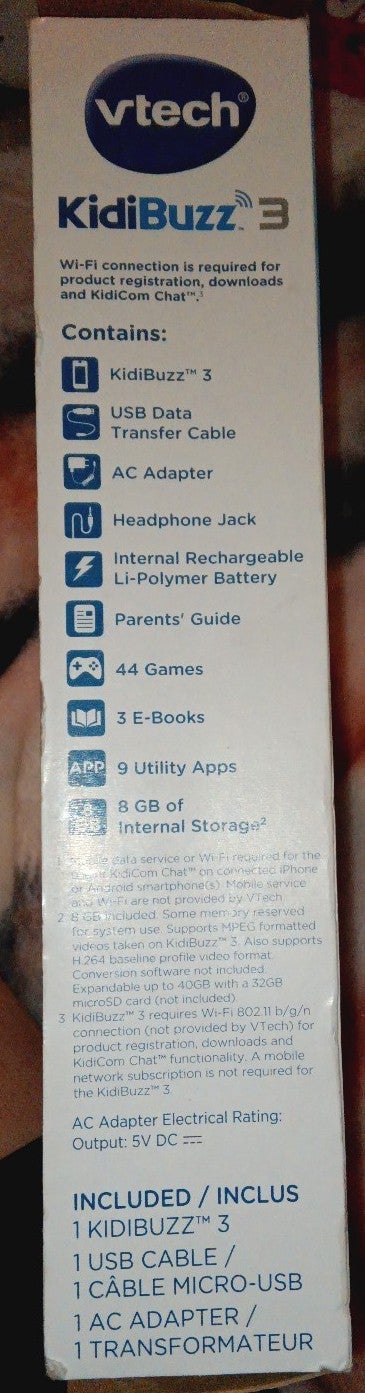 vtech®
KidiBuzz™ 3
Wi-Fi connection is required for
product registration, downloads
and KidiCom Chat™.³
Contains:
KidiBuzz™ 3
USB Data
Transfer Cable
AC Adapter
Headphone Jack
Internal Rechargeable
Li-Polymer Battery
Parents' Guide
44 Games
3 E-Books
APP 9 Utility Apps
8 GB of
Internal Storage²
1 data service or Wi-Fi required for the
KidiCom Chat™ on connected iPhone
or Android smartphone(s). Mobile service
and Wi-Fi are not provided by VTech
2 8 GB included. Some memory reserved
for system use. Supports MPEG formatted
videos taken on KidiBuzz™ 3. Also supports
H.264 baseline profile video format.
Conversion software not included.
Expandable up to 40GB with a 32GB
microSD card (not included)
3 KidiBuzz™ 3 requires Wi-Fi 802.11 b/g/n
connection (not provided by VTech) for
product registration, downloads and
KidiCom Chat™ functionality. A mobile
network subscription is not required for
the KidiBuzz™ 3.
AC Adapter Electrical Rating:
Output: 5V DC ⎓
INCLUDED / INCLUS
1 KIDIBUZZ™ 3
1 USB CABLE /
1 CÂBLE MICRO-USB
1 AC ADAPTER /
1 TRANSFORMATEUR